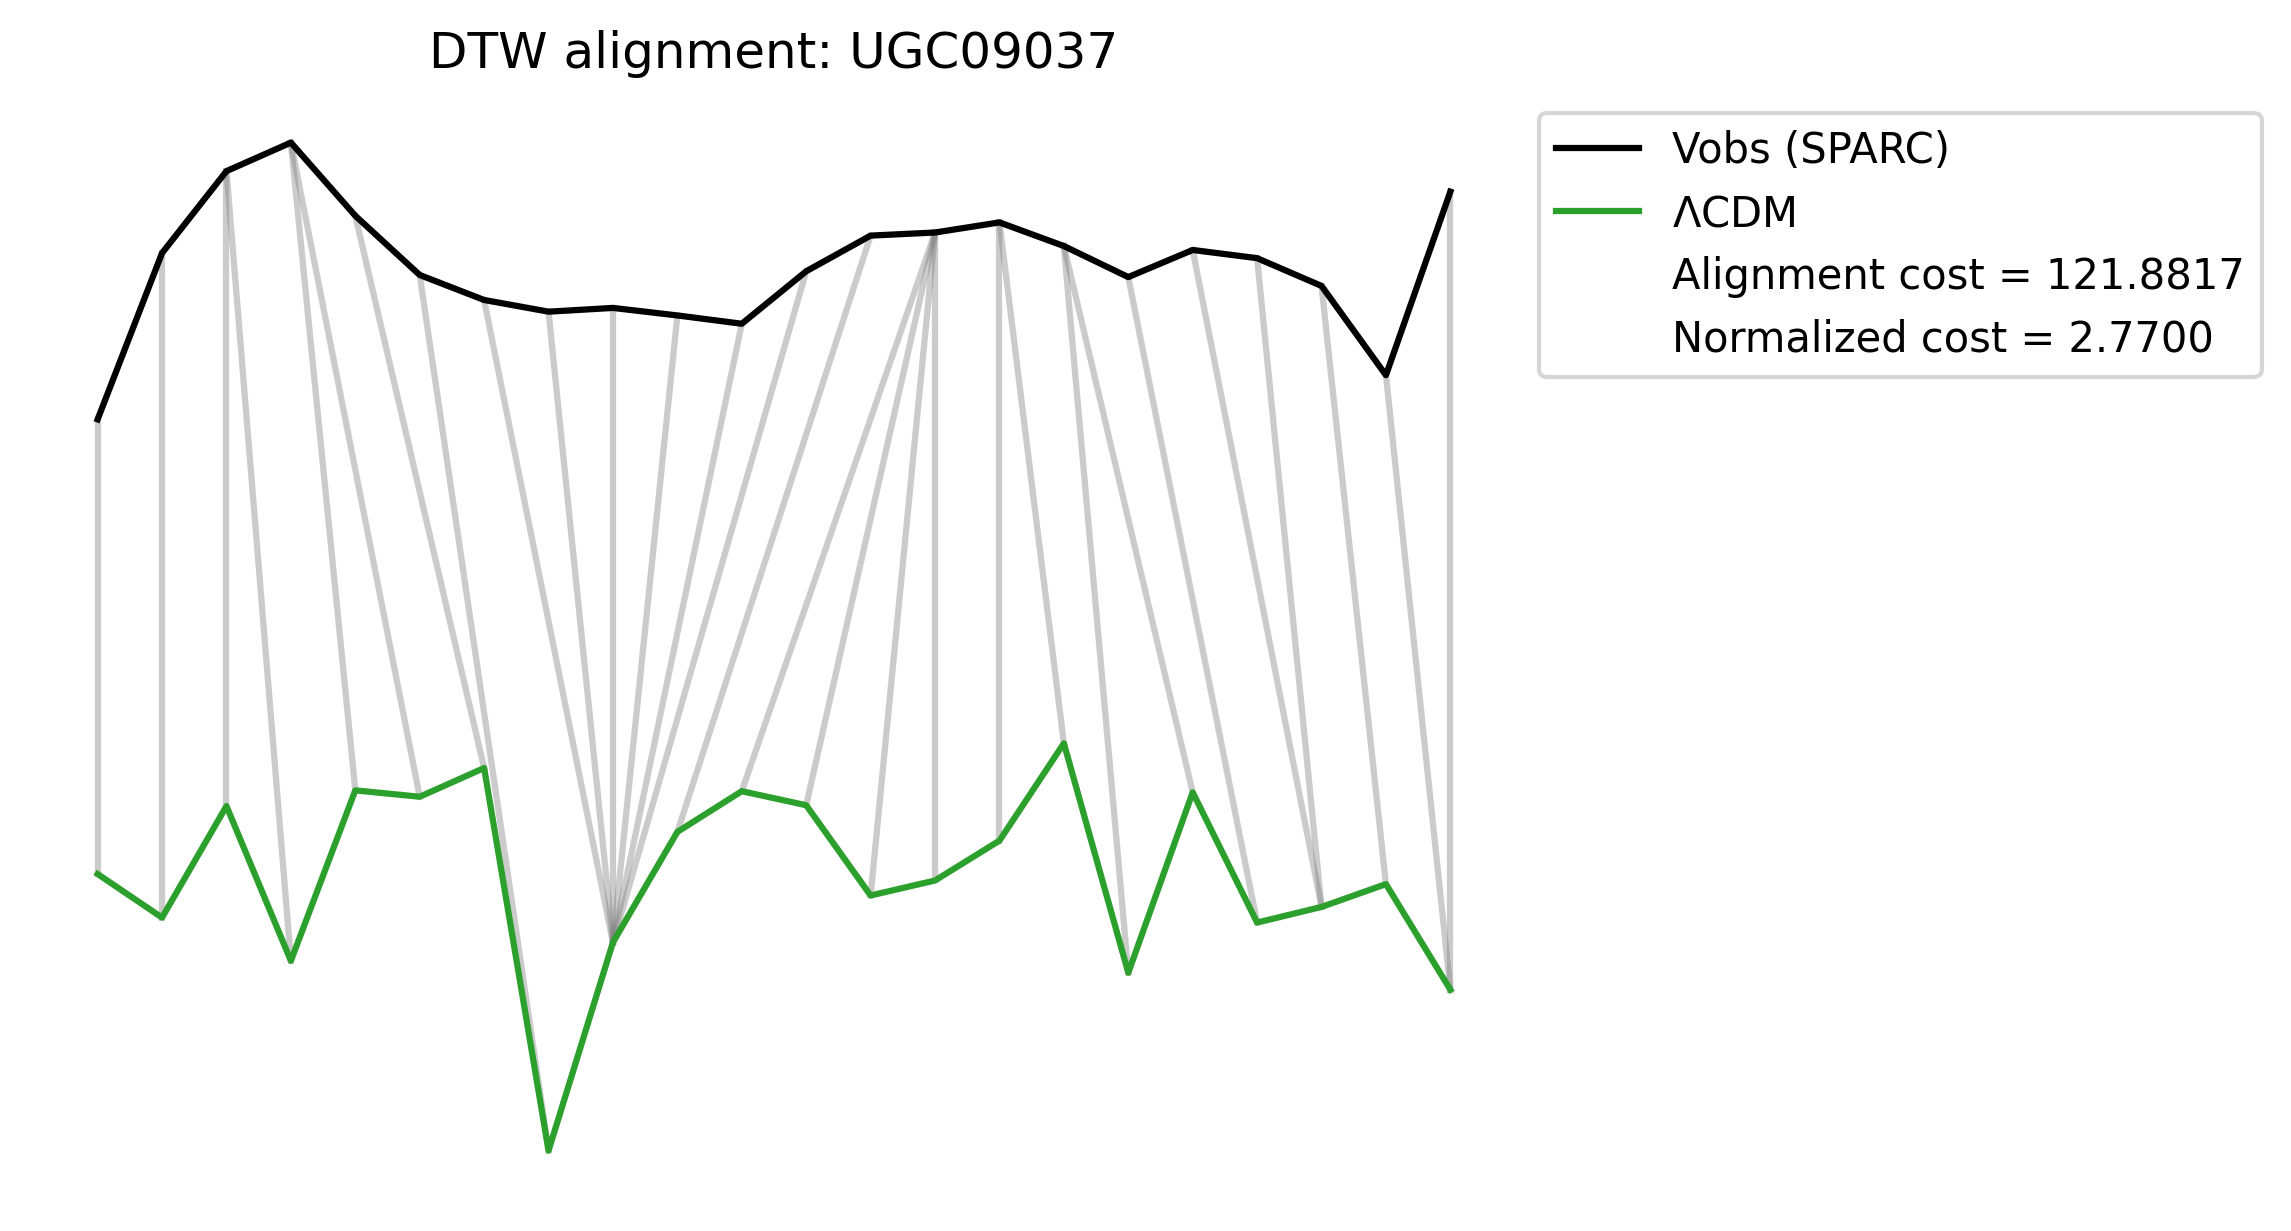 DTW alignment: UGC09037
Vobs (SPARC)
ΛCDM
Alignment cost = 121.8817
Normalized cost = 2.7700